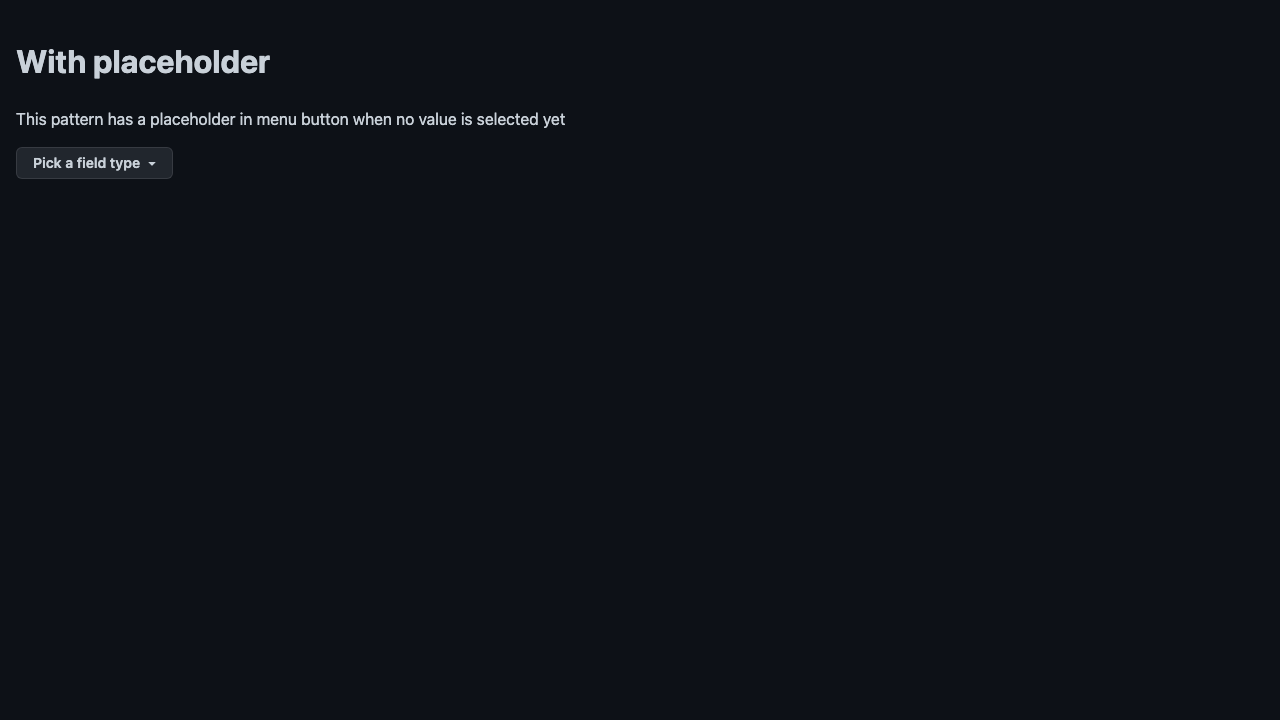 With placeholder
This pattern has a placeholder in menu button when no value is selected yet
Pick a field type